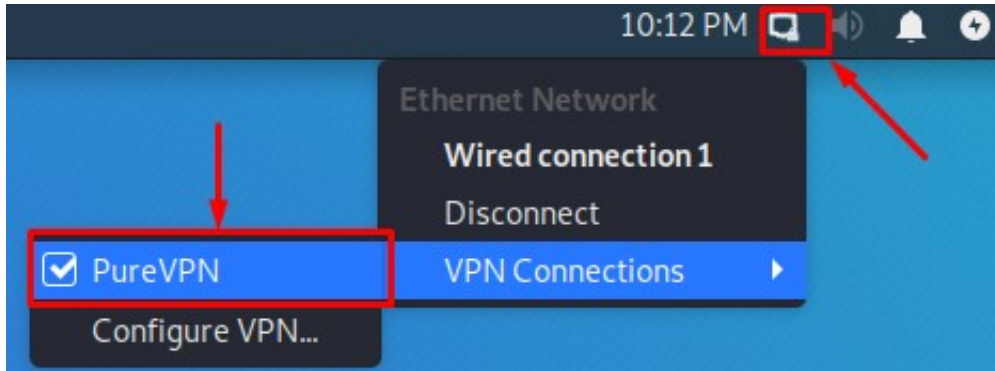 10:12 PM
Ethernet Network
Wired connection 1
Disconnect
VPN Connections
PureVPN
Configure VPN...